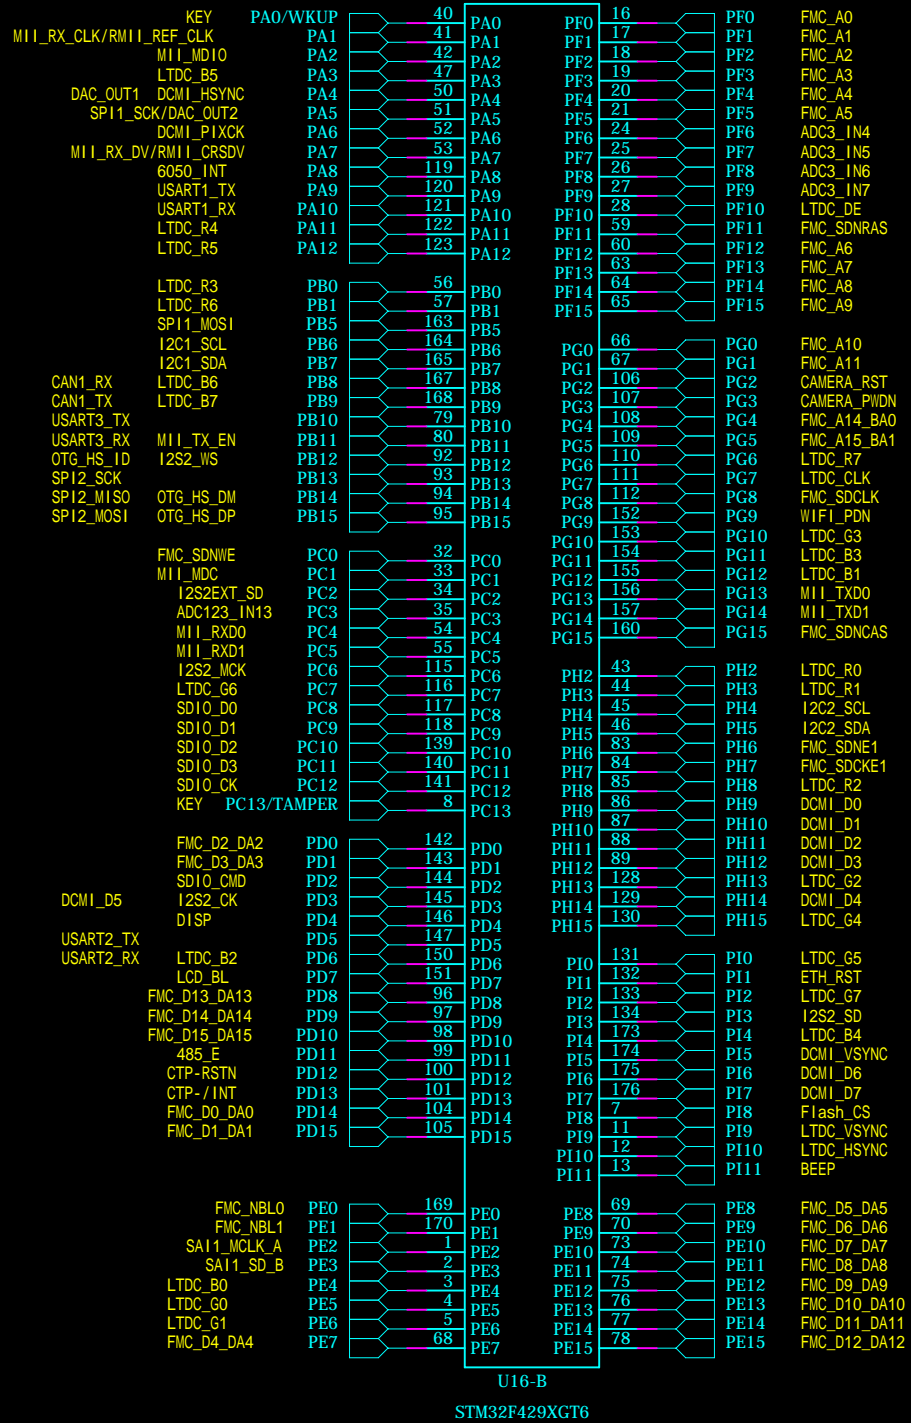 KEY PA0/WKUP 40 PA0
MII_RX_CLK/RMII_REF_CLK PA1 41 PA1
MII_MDIO PA2 42 PA2
LTDC_B5 PA3 47 PA3
DAC_OUT1 DCMI_HSYNC PA4 50 PA4
SPI1_SCK/DAC_OUT2 PA5 51 PA5
DCMI_PIXCK PA6 52 PA6
MII_RX_DV/RMII_CRSDV PA7 53 PA7
6050_INT PA8 119 PA8
USART1_TX PA9 120 PA9
USART1_RX PA10 121 PA10
LTDC_R4 PA11 122 PA11
LTDC_R5 PA12 123 PA12
LTDC_R3 PB0 56 PB0
LTDC_R6 PB1 57 PB1
SPI1_MOSI PB5 163 PB5
I2C1_SCL PB6 164 PB6
I2C1_SDA PB7 165 PB7
CAN1_RX LTDC_B6 PB8 167 PB8
CAN1_TX LTDC_B7 PB9 168 PB9
USART3_TX PB10 79 PB10
USART3_RX MII_TX_EN PB11 80 PB11
OTG_HS_ID I2S2_WS PB12 92 PB12
SPI2_SCK PB13 93 PB13
SPI2_MISO OTG_HS_DM PB14 94 PB14
SPI2_MOSI OTG_HS_DP PB15 95 PB15
FMC_SDNWE PC0 32 PC0
MII_MDC PC1 33 PC1
I2S2EXT_SD PC2 34 PC2
ADC123_IN13 PC3 35 PC3
MII_RXD0 PC4 54 PC4
MII_RXD1 PC5 55 PC5
I2S2_MCK PC6 115 PC6
LTDC_G6 PC7 116 PC7
SDIO_D0 PC8 117 PC8
SDIO_D1 PC9 118 PC9
SDIO_D2 PC10 139 PC10
SDIO_D3 PC11 140 PC11
SDIO_CK PC12 141 PC12
KEY PC13/TAMPER 8 PC13
FMC_D2_DA2 PD0 142 PD0
FMC_D3_DA3 PD1 143 PD1
SDIO_CMD PD2 144 PD2
DCMI_D5 I2S2_CK PD3 145 PD3
DISP PD4 146 PD4
USART2_TX PD5 147 PD5
USART2_RX LTDC_B2 PD6 150 PD6
LCD_BL PD7 151 PD7
FMC_D13_DA13 PD8 96 PD8
FMC_D14_DA14 PD9 97 PD9
FMC_D15_DA15 PD10 98 PD10
485_E PD11 99 PD11
CTP-RSTN PD12 100 PD12
CTP-/INT PD13 101 PD13
FMC_D0_DA0 PD14 104 PD14
FMC_D1_DA1 PD15 105 PD15
FMC_NBL0 PE0 169 PE0
FMC_NBL1 PE1 170 PE1
SAI1_MCLK_A PE2 1 PE2
SAI1_SD_B PE3 2 PE3
LTDC_B0 PE4 3 PE4
LTDC_G0 PE5 4 PE5
LTDC_G1 PE6 5 PE6
FMC_D4_DA4 PE7 68 PE7
PF0 16 PF0 FMC_A0
PF1 17 PF1 FMC_A1
PF2 18 PF2 FMC_A2
PF3 19 PF3 FMC_A3
PF4 20 PF4 FMC_A4
PF5 21 PF5 FMC_A5
PF6 24 PF6 ADC3_IN4
PF7 25 PF7 ADC3_IN5
PF8 26 PF8 ADC3_IN6
PF9 27 PF9 ADC3_IN7
PF10 28 PF10 LTDC_DE
PF11 59 PF11 FMC_SDNRAS
PF12 60 PF12 FMC_A6
PF13 63 PF13 FMC_A7
PF14 64 PF14 FMC_A8
PF15 65 PF15 FMC_A9
PG0 66 PG0 FMC_A10
PG1 67 PG1 FMC_A11
PG2 106 PG2 CAMERA_RST
PG3 107 PG3 CAMERA_PWDN
PG4 108 PG4 FMC_A14_BA0
PG5 109 PG5 FMC_A15_BA1
PG6 110 PG6 LTDC_R7
PG7 111 PG7 LTDC_CLK
PG8 112 PG8 FMC_SDCLK
PG9 152 PG9 WIFI_PDN
PG10 153 PG10 LTDC_G3
PG11 154 PG11 LTDC_B3
PG12 155 PG12 LTDC_B1
PG13 156 PG13 MII_TXD0
PG14 157 PG14 MII_TXD1
PG15 160 PG15 FMC_SDNCAS
PH2 43 PH2 LTDC_R0
PH3 44 PH3 LTDC_R1
PH4 45 PH4 I2C2_SCL
PH5 46 PH5 I2C2_SDA
PH6 83 PH6 FMC_SDNE1
PH7 84 PH7 FMC_SDCKE1
PH8 85 PH8 LTDC_R2
PH9 86 PH9 DCMI_D0
PH10 87 PH10 DCMI_D1
PH11 88 PH11 DCMI_D2
PH12 89 PH12 DCMI_D3
PH13 128 PH13 LTDC_G2
PH14 129 PH14 DCMI_D4
PH15 130 PH15 LTDC_G4
PI0 131 PI0 LTDC_G5
PI1 132 PI1 ETH_RST
PI2 133 PI2 LTDC_G7
PI3 134 PI3 I2S2_SD
PI4 173 PI4 LTDC_B4
PI5 174 PI5 DCMI_VSYNC
PI6 175 PI6 DCMI_D6
PI7 176 PI7 DCMI_D7
PI8 7 PI8 Flash_CS
PI9 11 PI9 LTDC_VSYNC
PI10 12 PI10 LTDC_HSYNC
PI11 13 PI11 BEEP
PE8 69 PE8 FMC_D5_DA5
PE9 70 PE9 FMC_D6_DA6
PE10 73 PE10 FMC_D7_DA7
PE11 74 PE11 FMC_D8_DA8
PE12 75 PE12 FMC_D9_DA9
PE13 76 PE13 FMC_D10_DA10
PE14 77 PE14 FMC_D11_DA11
PE15 78 PE15 FMC_D12_DA12
U16-B
STM32F429XGT6